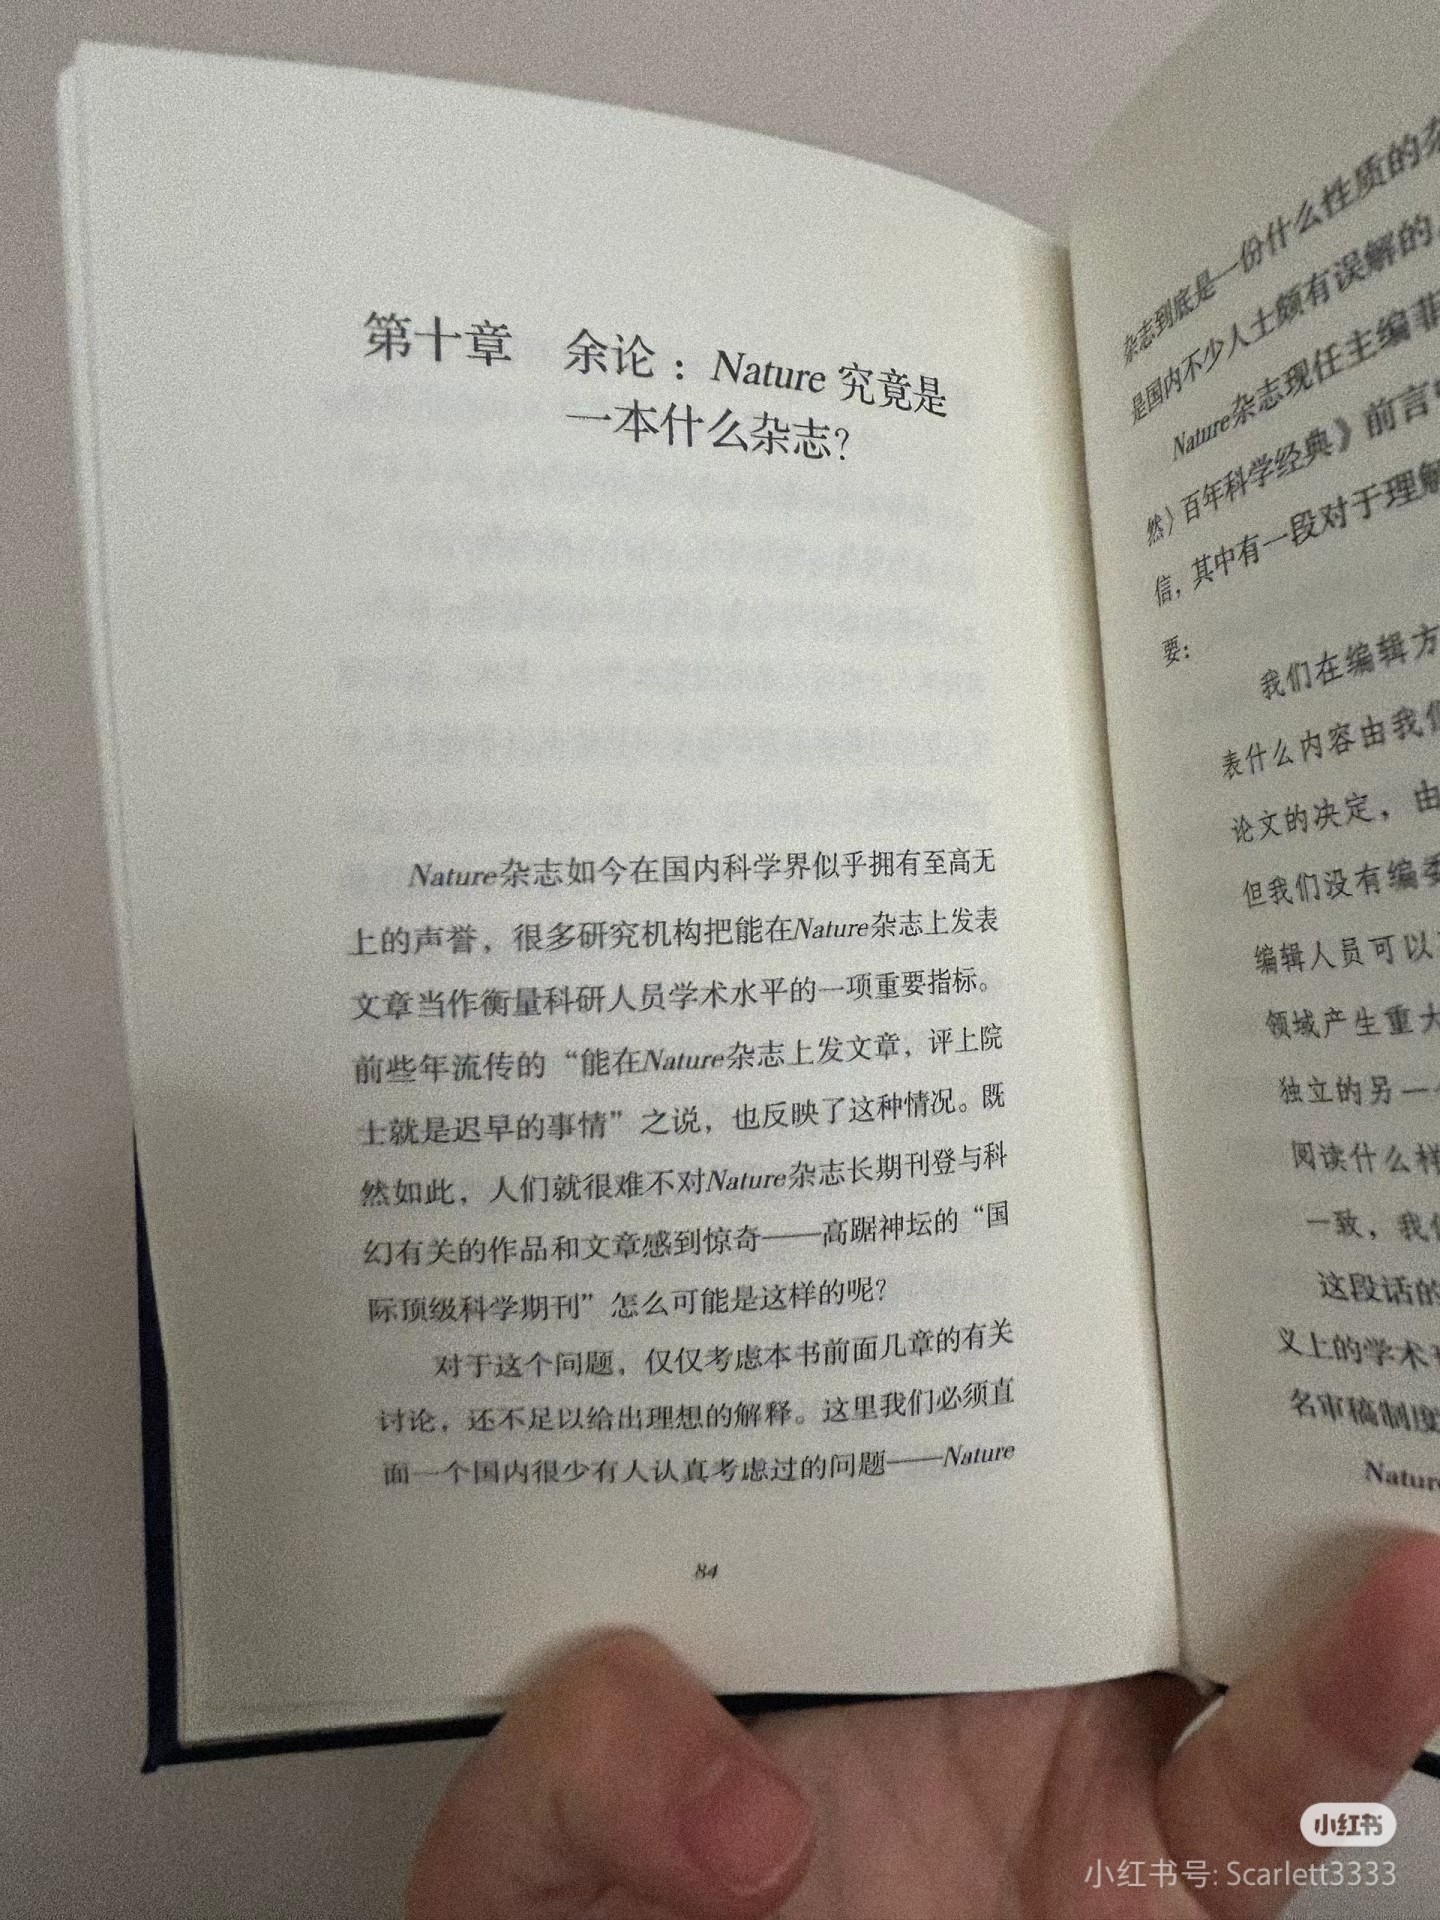 第十章 余论：Nature 究竟是
一本什么杂志？
Nature杂志如今在国内科学界似乎拥有至高无
上的声誉，很多研究机构把能在Nature杂志上发表
文章当作衡量科研人员学术水平的一项重要指标。
前些年流传的“能在Nature杂志上发文章，评上院
士就是迟早的事情”之说，也反映了这种情况。既
然如此，人们就很难不对Nature杂志长期刊登与科
幻有关的作品和文章感到惊奇——高踞神坛的“国
际顶级科学期刊”怎么可能是这样的呢？
对于这个问题，仅仅考虑本书前面几章的有关
讨论，还不足以给出理想的解释。这里我们必须直
面一个国内很少有人认真考虑过的问题——Nature
84
杂志到底是一份什么性质的杂
是国内不少人士颇有误解的
Nature杂志现任主编菲
然〉百年科学经典》前言
信，其中有一段对于理解
要：
我们在编辑方
表什么内容由我们
论文的决定，由
但我们没有编委
编辑人员可以
领域产生重大
独立的另一
阅读什么样
一致，我们
这段话的
义上的学术
名审稿制度
Nature
小红书
小红书号: Scarlett3333